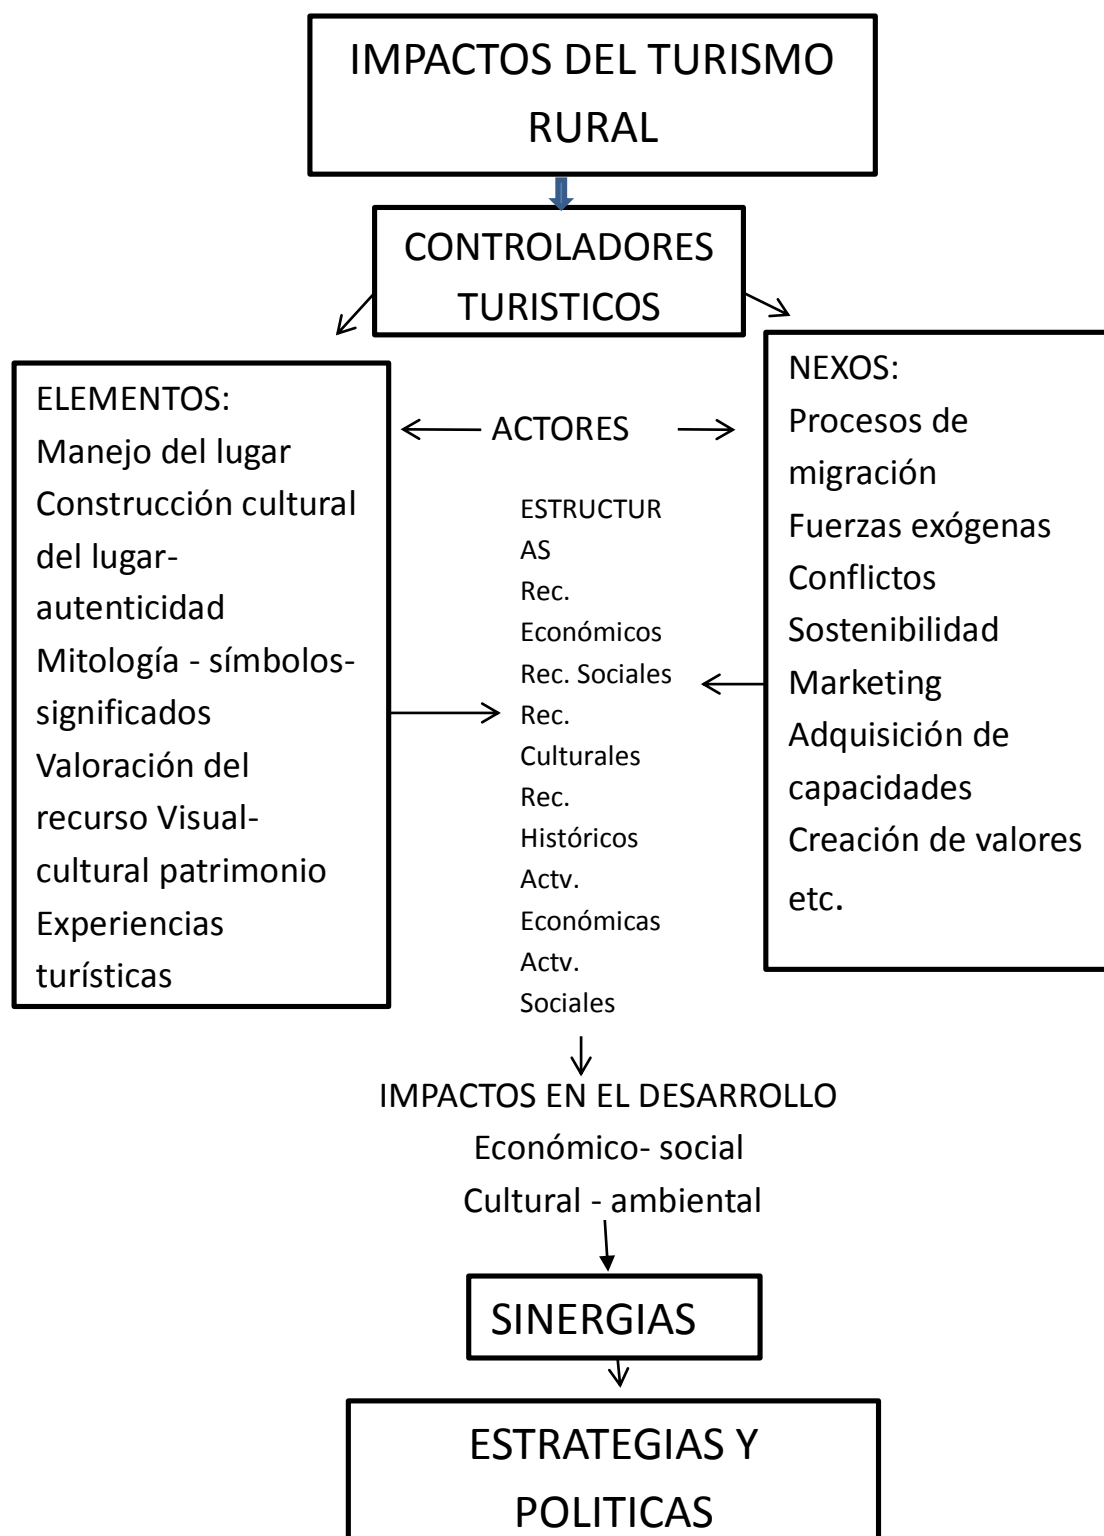 IMPACTOS DEL TURISMO
RURAL
CONTROLADORES
TURISTICOS
ELEMENTOS:
Manejo del lugar
Construcción cultural
del lugar-
autenticidad
Mitología - símbolos-
significados
Valoración del
recurso Visual-
cultural patrimonio
Experiencias
turísticas
ACTORES
ESTRUCTUR
AS
Rec.
Económicos
Rec. Sociales
Rec.
Culturales
Rec.
Históricos
Actv.
Económicas
Actv.
Sociales
NEXOS:
Procesos de
migración
Fuerzas exógenas
Conflictos
Sostenibilidad
Marketing
Adquisición de
capacidades
Creación de valores
etc.
IMPACTOS EN EL DESARROLLO
Económico- social
Cultural - ambiental
SINERGIAS
ESTRATEGIAS Y
POLITICAS